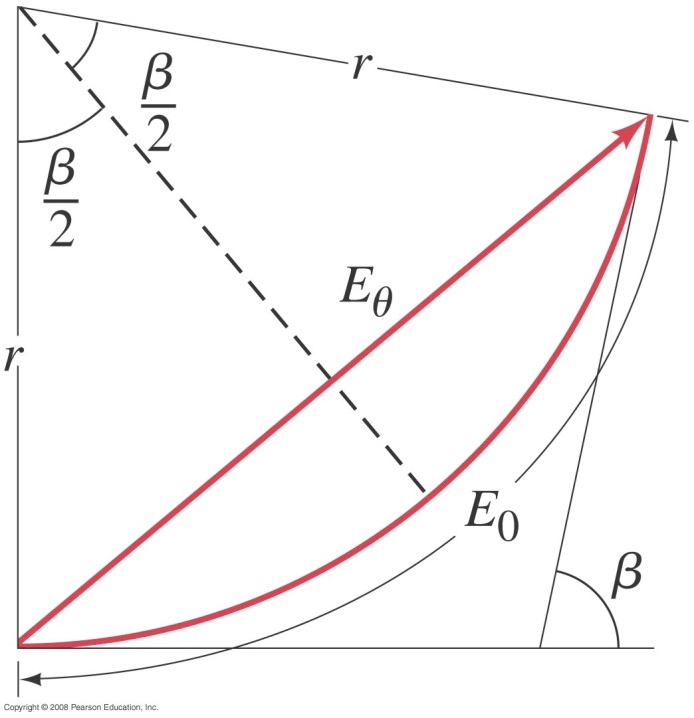 r
β/2
β/2
E_θ
r
E_0
β
Copyright © 2008 Pearson Education, Inc.